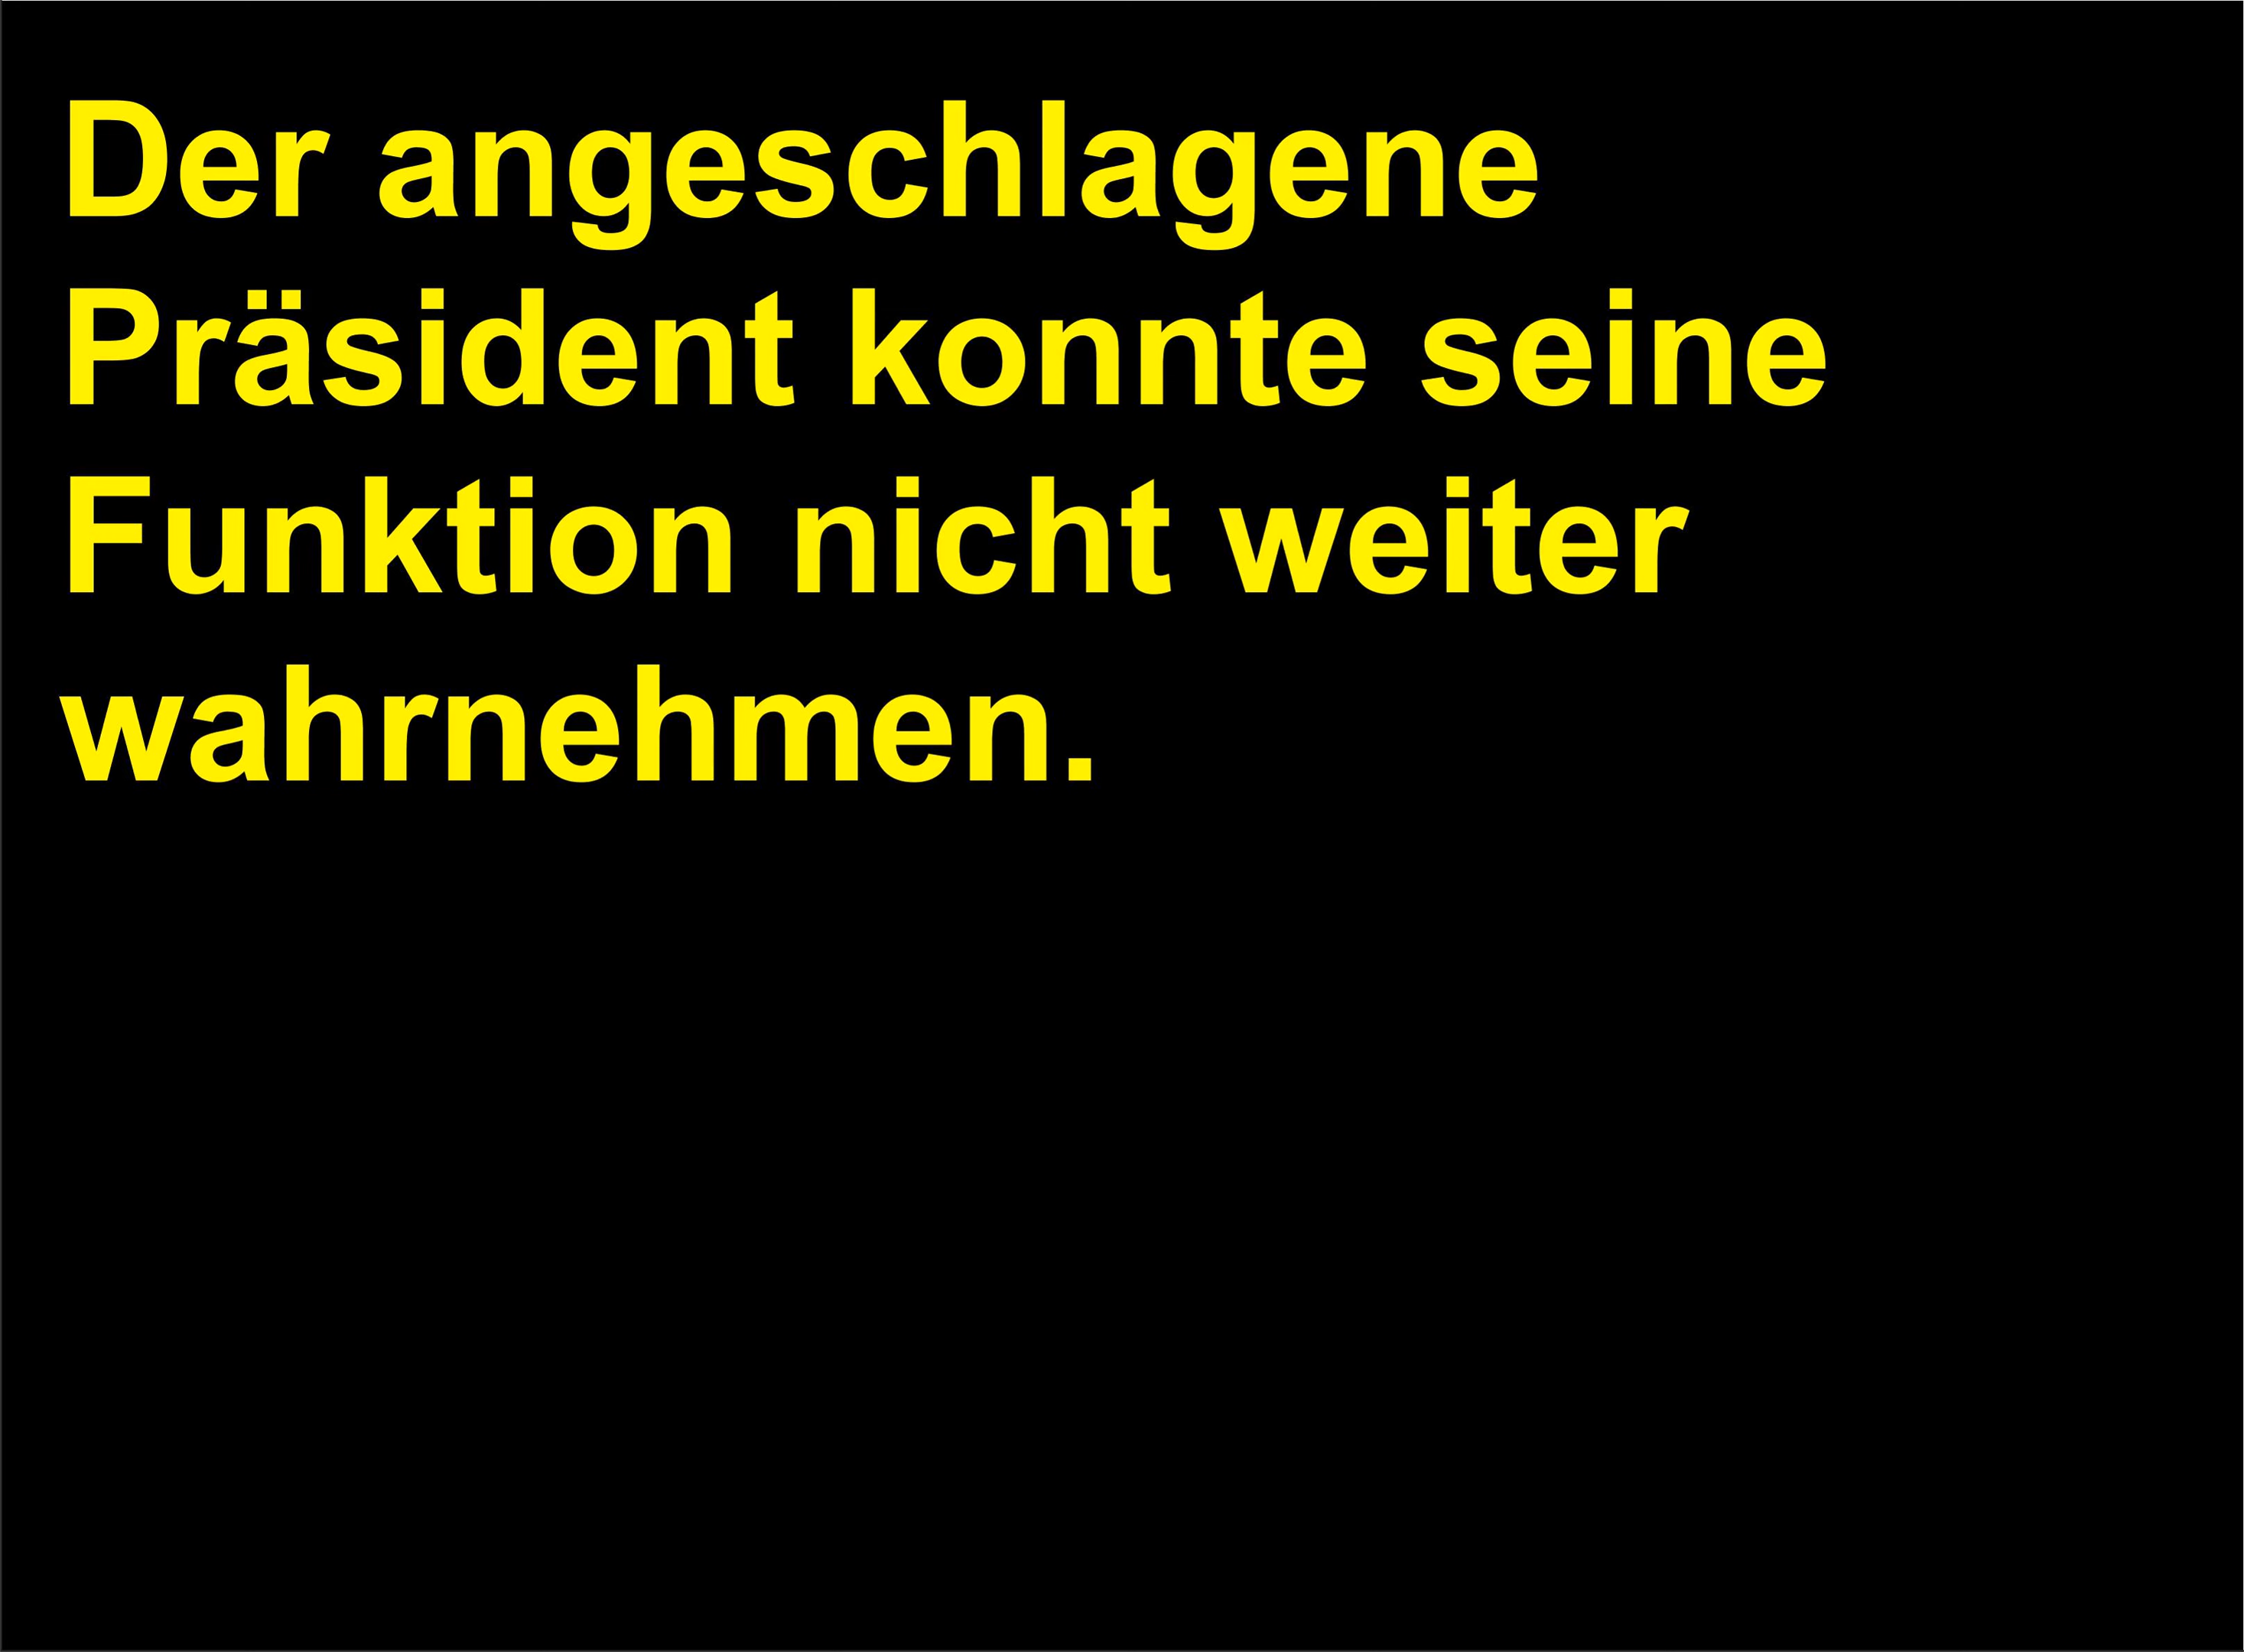 Der angeschlagene
Präsident konnte seine
Funktion nicht weiter
wahrnehmen.